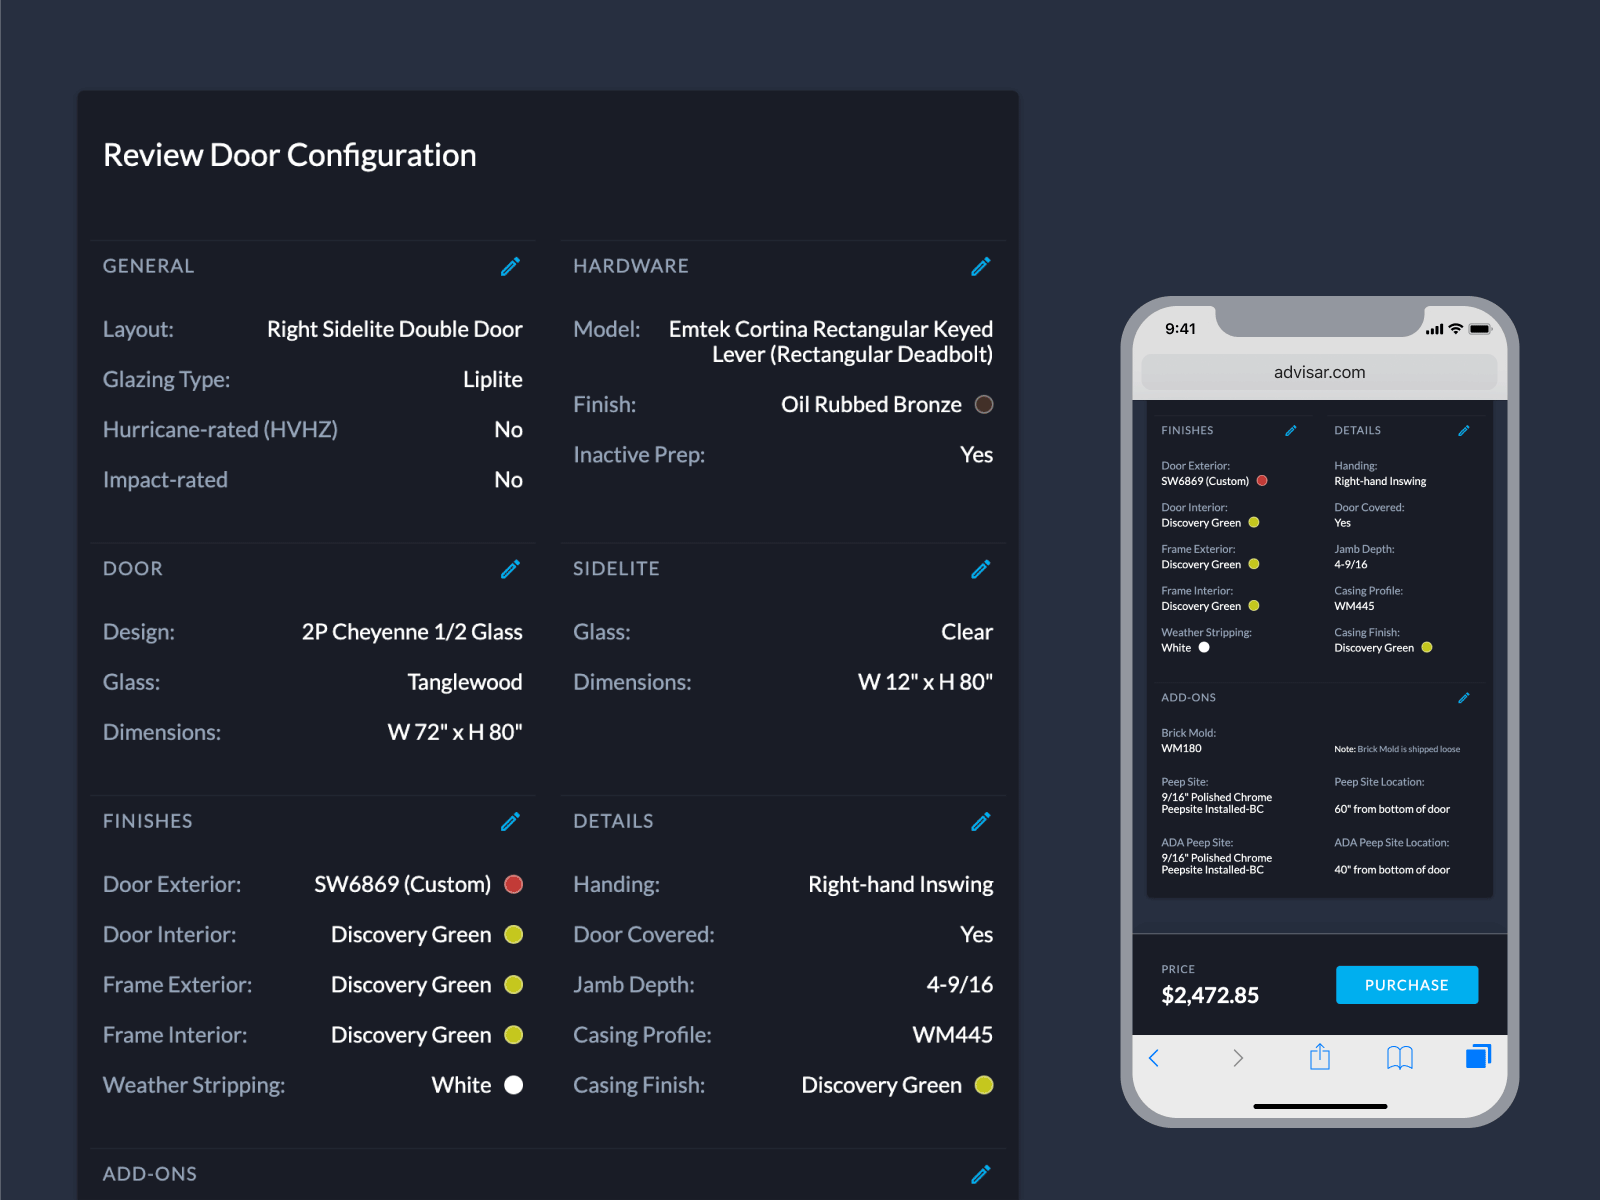 Review Door Configuration
GENERAL
Layout: Right Sidelite Double Door
Glazing Type: Liplite
Hurricane-rated (HVHZ) No
Impact-rated No
HARDWARE
Model: Emtek Cortina Rectangular Keyed
Lever (Rectangular Deadbolt)
Finish: Oil Rubbed Bronze
Inactive Prep: Yes
DOOR
Design: 2P Cheyenne 1/2 Glass
Glass: Tanglewood
Dimensions: W 72" x H 80"
SIDELITE
Glass: Clear
Dimensions: W 12" x H 80"
FINISHES
Door Exterior: SW6869 (Custom)
Door Interior: Discovery Green
Frame Exterior: Discovery Green
Frame Interior: Discovery Green
Weather Stripping: White
DETAILS
Handing: Right-hand Inswing
Door Covered: Yes
Jamb Depth: 4-9/16
Casing Profile: WM445
Casing Finish: Discovery Green
ADD-ONS
9:41
advisar.com
FINISHES
Door Exterior:
SW6869 (Custom)
Door Interior:
Discovery Green
Frame Exterior:
Discovery Green
Frame Interior:
Discovery Green
Weather Stripping:
White
DETAILS
Handing:
Right-hand Inswing
Door Covered:
Yes
Jamb Depth:
4-9/16
Casing Profile:
WM445
Casing Finish:
Discovery Green
ADD-ONS
Brick Mold:
WM180
Note: Brick Mold is shipped loose
Peep Site:
9/16" Polished Chrome
Peepsite Installed-BC
Peep Site Location:
60" from bottom of door
ADA Peep Site:
9/16" Polished Chrome
Peepsite Installed-BC
ADA Peep Site Location:
40" from bottom of door
PRICE
$2,472.85
PURCHASE